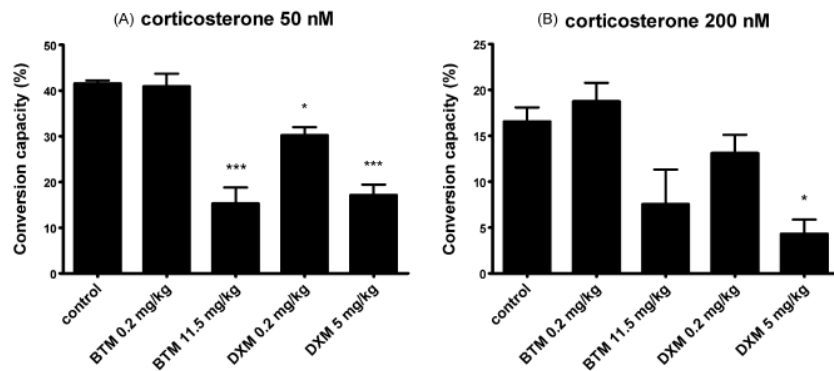 (A) corticosterone 50 nM
Conversion capacity (%)
50
40
30
20
10
0
***
*
***
control
BTM 0.2 mg/kg
BTM 11.5 mg/kg
DXM 0.2 mg/kg
DXM 5 mg/kg
(B) corticosterone 200 nM
Conversion capacity (%)
25
20
15
10
5
0
*
control
BTM 0.2 mg/kg
BTM 11.5 mg/kg
DXM 0.2 mg/kg
DXM 5 mg/kg